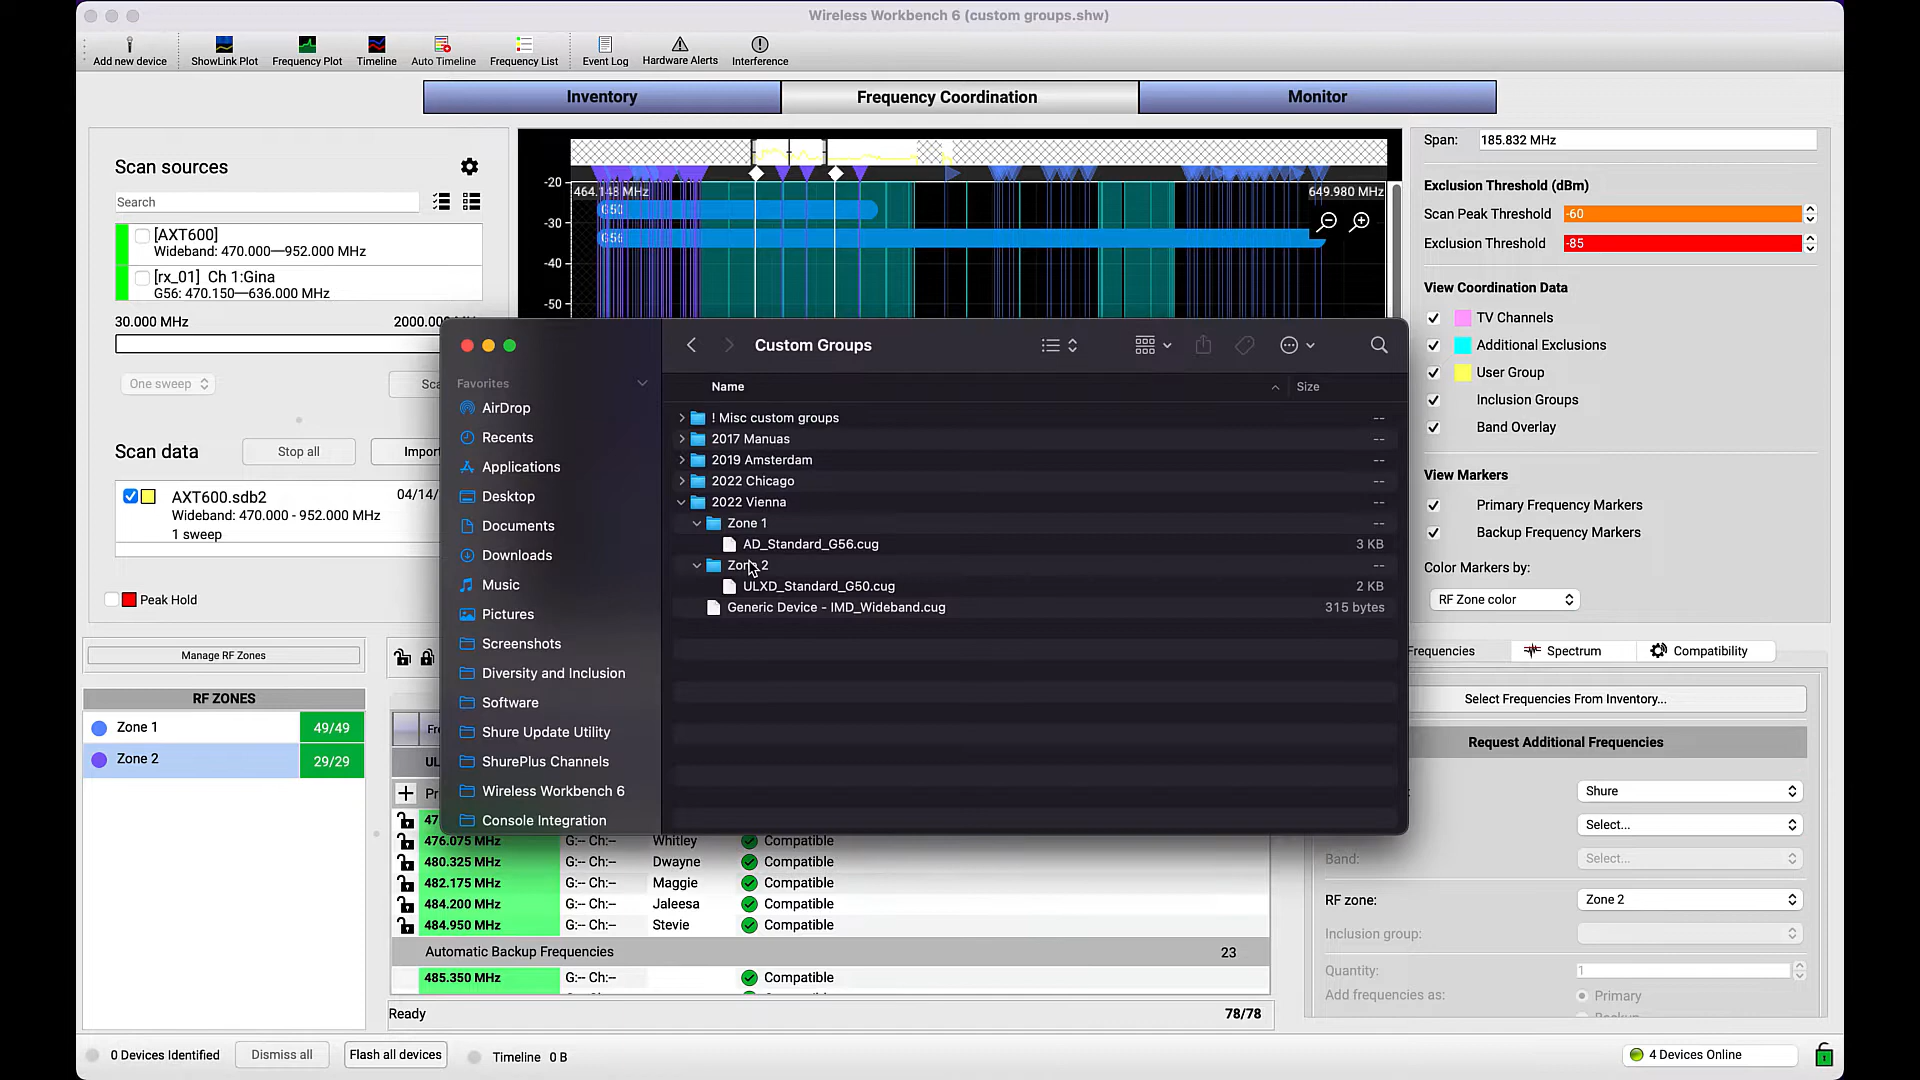 Wireless Workbench 6 (custom groups.shw)
Add new device
ShowLink Plot
Frequency Plot
Timeline
Auto Timeline
Frequency List
Event Log
Hardware Alerts
Interference
Inventory
Frequency Coordination
Monitor
Scan sources
Search
[AXT600]
Wideband: 470.000—952.000 MHz
[rx_01] Ch 1:Gina
G56: 470.150—636.000 MHz
30.000 MHz
One sweep
Scan data
Stop all
Import
AXT600.sdb2
04/14/
Wideband: 470.000 - 952.000 MHz
1 sweep
Peak Hold
-20
-30
-40
-50
464.148 MHz
649.980 MHz
G50
G56
Span:
185.832 MHz
Exclusion Threshold (dBm)
Scan Peak Threshold
-60
Exclusion Threshold
-85
View Coordination Data
TV Channels
Additional Exclusions
User Group
Inclusion Groups
Band Overlay
View Markers
Primary Frequency Markers
Backup Frequency Markers
Color Markers by:
RF Zone color
Custom Groups
Favorites
AirDrop
Recents
Applications
Desktop
Documents
Downloads
Music
Pictures
Screenshots
Diversity and Inclusion
Software
Shure Update Utility
ShurePlus Channels
Wireless Workbench 6
Console Integration
Name
Size
! Misc custom groups
--
2017 Manuas
--
2019 Amsterdam
--
2022 Chicago
--
2022 Vienna
--
Zone 1
--
AD_Standard_G56.cug
3 KB
Zone 2
--
ULXD_Standard_G50.cug
2 KB
Generic Device - IMD_Wideband.cug
315 bytes
Manage RF Zones
RF ZONES
Zone 1
49/49
Zone 2
29/29
476.075 MHz
G:-- Ch:--
Whitley
Compatible
480.325 MHz
G:-- Ch:--
Dwayne
Compatible
482.175 MHz
G:-- Ch:--
Maggie
Compatible
484.200 MHz
G:-- Ch:--
Jaleesa
Compatible
484.950 MHz
G:-- Ch:--
Stevie
Compatible
Automatic Backup Frequencies
23
485.350 MHz
G:-- Ch:--
Compatible
Ready
78/78
Spectrum
Compatibility
Select Frequencies From Inventory...
Request Additional Frequencies
Shure
Select...
Band:
Select...
RF zone:
Zone 2
Inclusion group:
Quantity:
1
Add frequencies as:
Primary
0 Devices Identified
Dismiss all
Flash all devices
Timeline
0 B
4 Devices Online